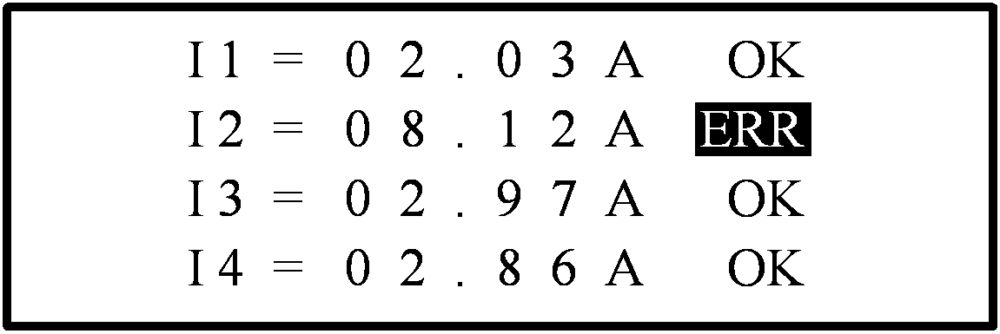 I1 = 02.03A OK
I2 = 08.12A ERR
I3 = 02.97A OK
I4 = 02.86A OK